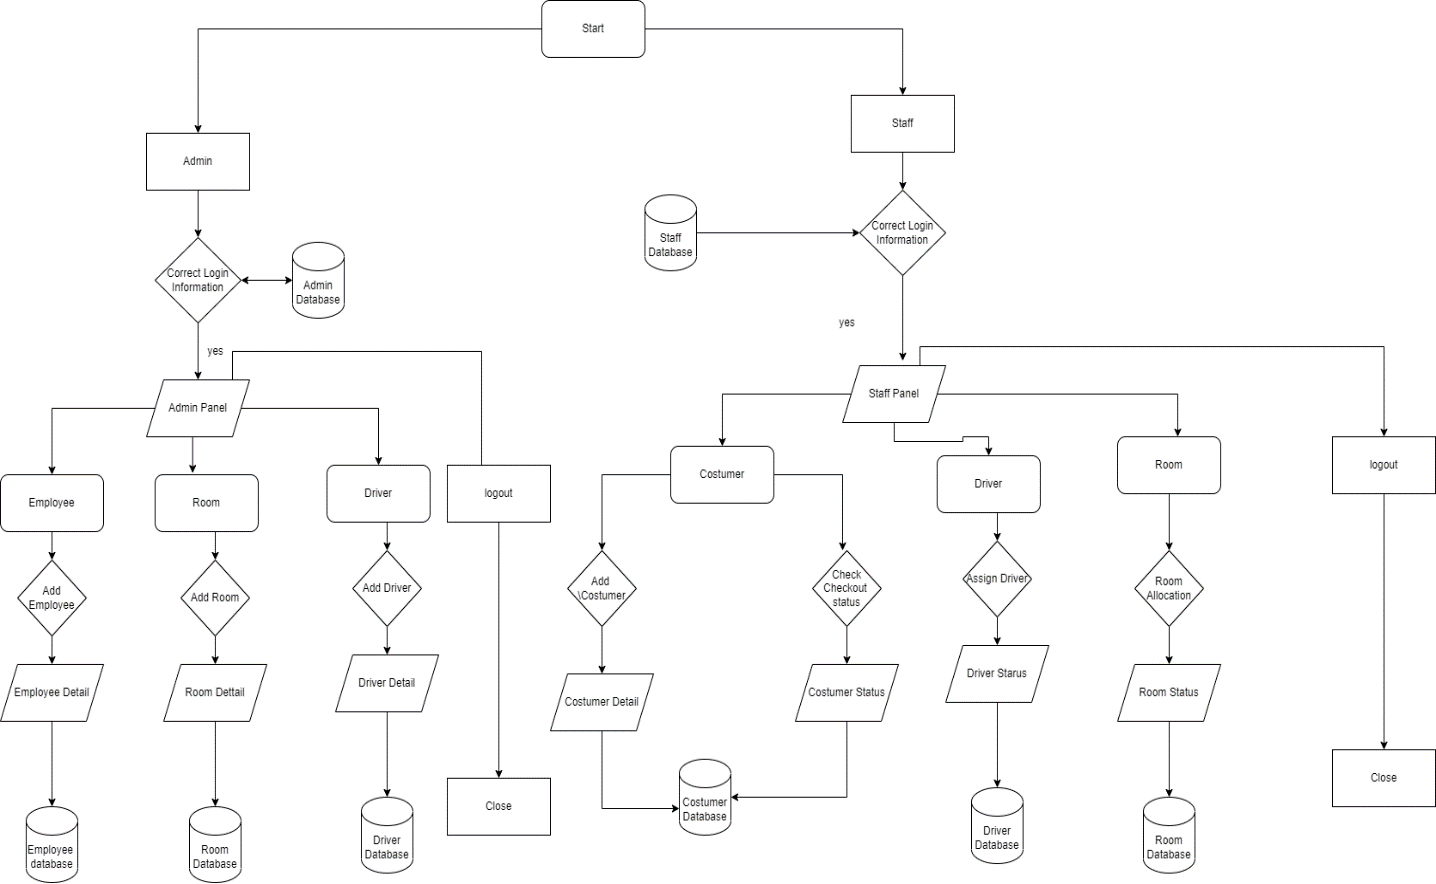 Start
Staff
Admin
Correct Login
Information
Staff
Database
Correct Login
Information
Admin
Database
yes
yes
Admin Panel
Staff Panel
Employee
Room
Driver
logout
Costumer
Driver
Room
logout
Add
Employee
Add Room
Add Driver
Add
\Costumer
Check
Checkout
status
Assign Driver
Room
Allocation
Employee Detail
Room Dettail
Driver Detail
Costumer Detail
Costumer Status
Driver Starus
Room Status
Close
Close
Employee
database
Room
Database
Driver
Database
Costumer
Database
Driver
Database
Room
Database